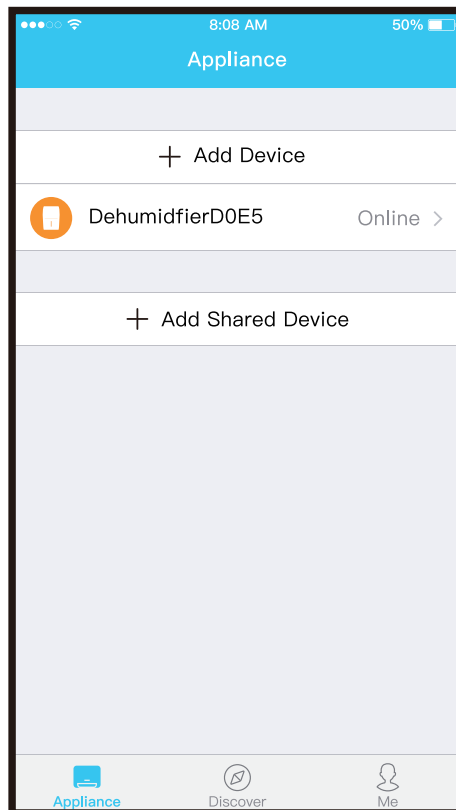 8:08 AM 50%
Appliance
+ Add Device
DehumidfierD0E5 Online >
+ Add Shared Device
Appliance Discover Me